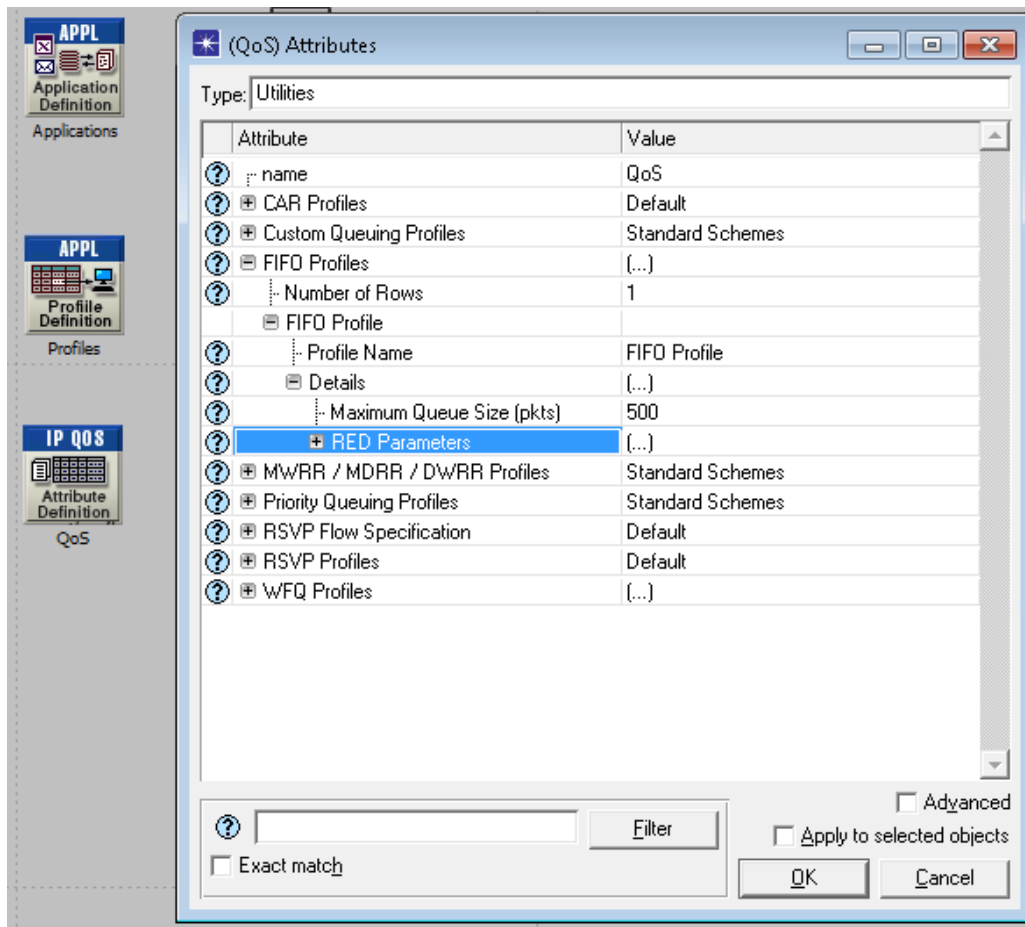 APPL
Application
Definition
Applications
APPL
Profiile
Definition
Profiles
IP QOS
Attribute
Definition
QoS
(QoS) Attributes
Type: Utilities
Attribute Value
name QoS
CAR Profiles Default
Custom Queuing Profiles Standard Schemes
FIFO Profiles (...)
Number of Rows 1
FIFO Profile
Profile Name FIFO Profile
Details (...)
Maximum Queue Size (pkts) 500
RED Parameters (...)
MWRR / MDRR / DWRR Profiles Standard Schemes
Priority Queuing Profiles Standard Schemes
RSVP Flow Specification Default
RSVP Profiles Default
WFQ Profiles (...)
Advanced
Filter
Apply to selected objects
Exact match
OK Cancel